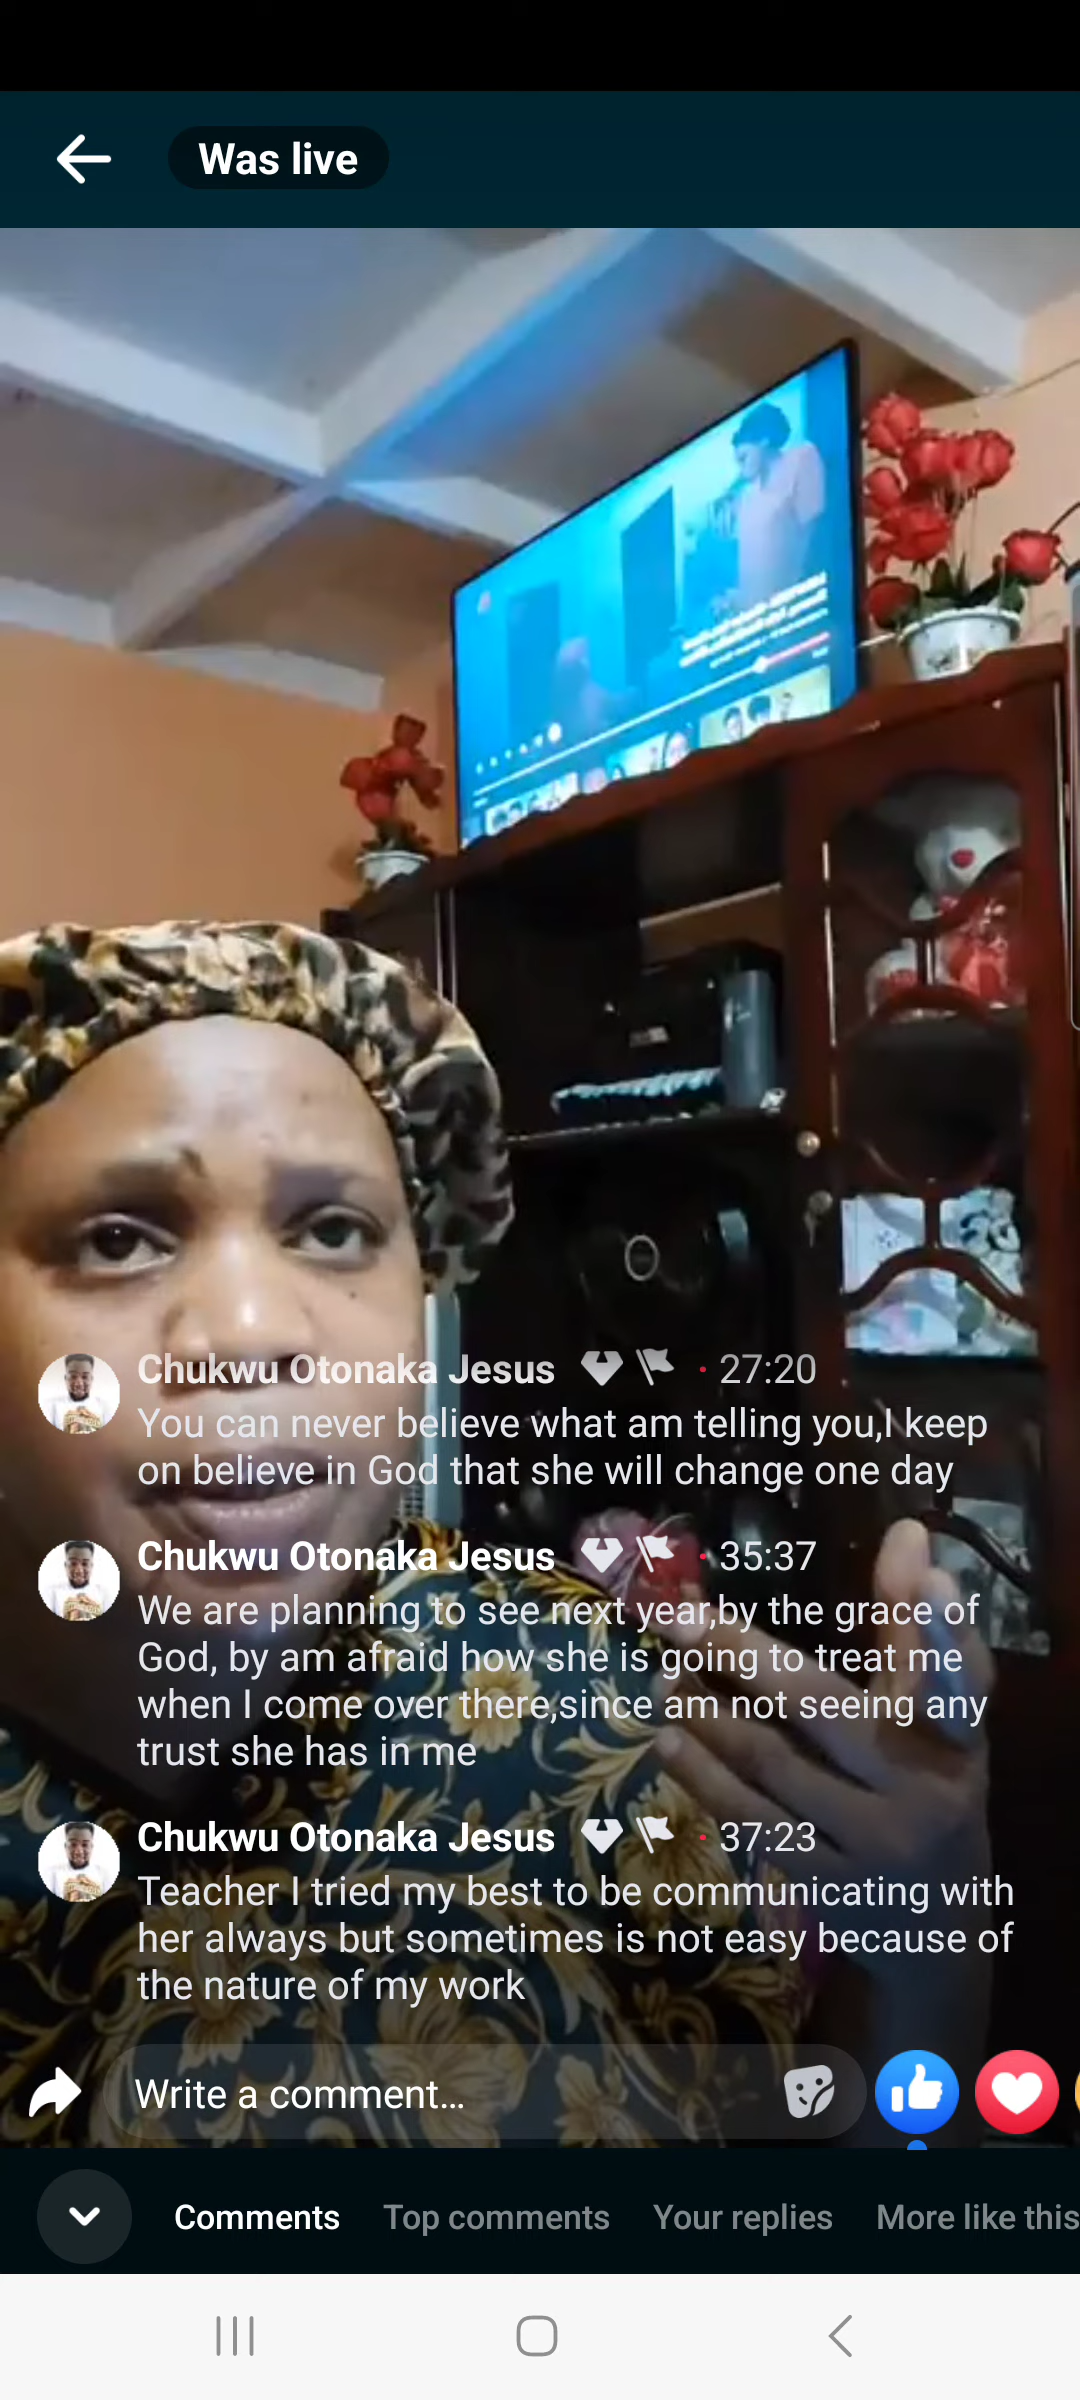 Was live
Chukwu Otonaka Jesus · 27:20
You can never believe what am telling you,I keep
on believe in God that she will change one day
Chukwu Otonaka Jesus · 35:37
We are planning to see next year,by the grace of
God, by am afraid how she is going to treat me
when I come over there,since am not seeing any
trust she has in me
Chukwu Otonaka Jesus · 37:23
Teacher I tried my best to be communicating with
her always but sometimes is not easy because of
the nature of my work
Write a comment...
Comments Top comments Your replies More like this